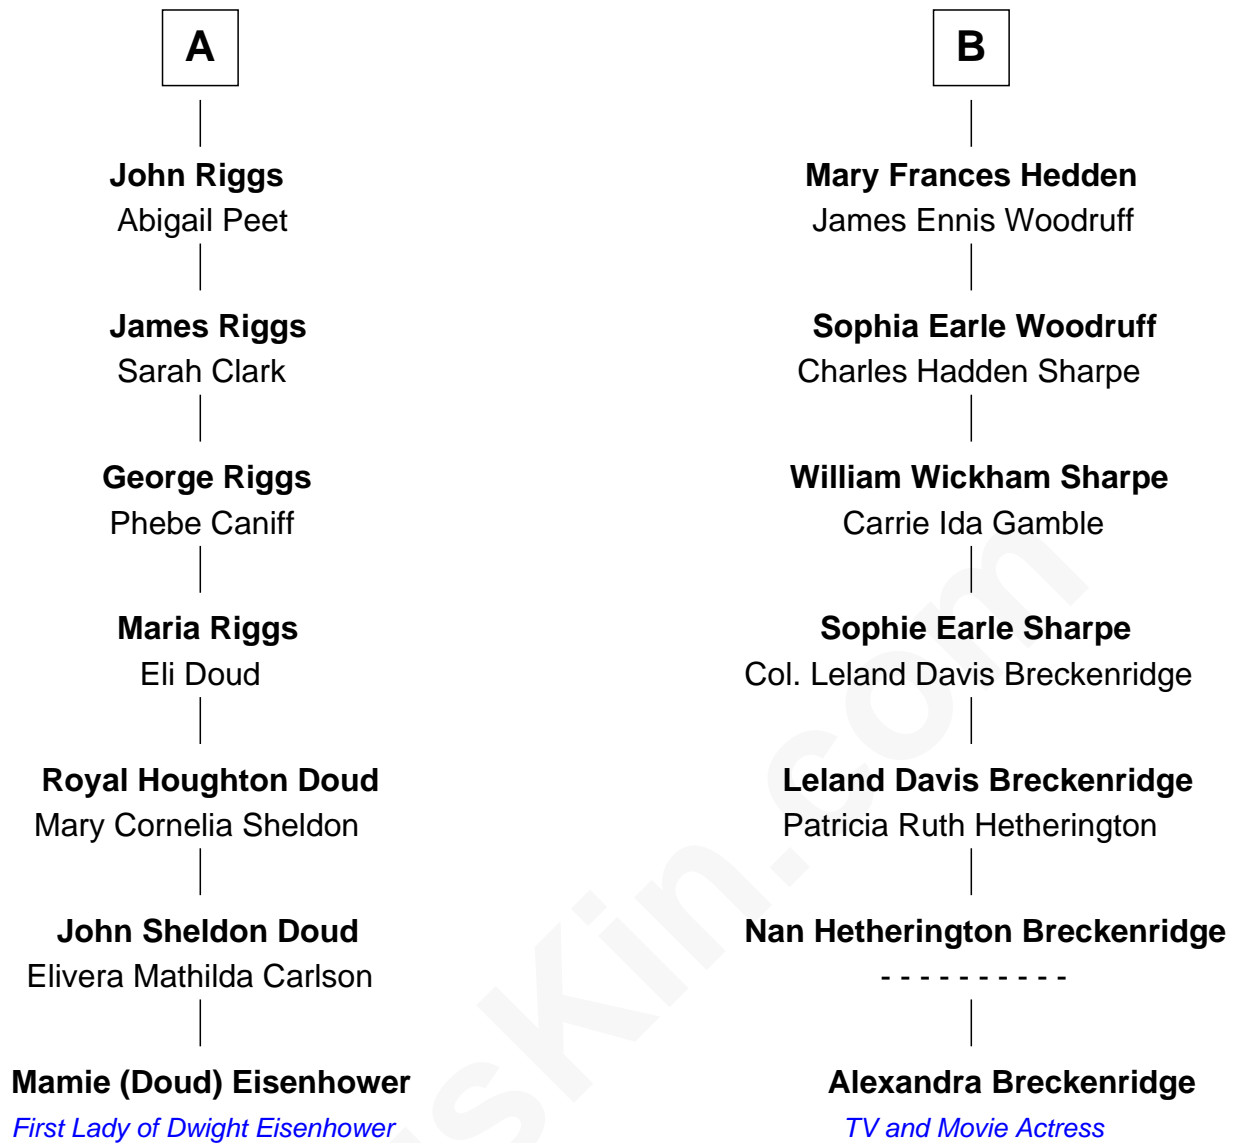 A
John Riggs
Abigail Peet
James Riggs
Sarah Clark
George Riggs
Phebe Caniff
Maria Riggs
Eli Doud
Royal Houghton Doud
Mary Cornelia Sheldon
John Sheldon Doud
Elivera Mathilda Carlson
Mamie (Doud) Eisenhower
First Lady of Dwight Eisenhower
B
Mary Frances Hedden
James Ennis Woodruff
Sophia Earle Woodruff
Charles Hadden Sharpe
William Wickham Sharpe
Carrie Ida Gamble
Sophie Earle Sharpe
Col. Leland Davis Breckenridge
Leland Davis Breckenridge
Patricia Ruth Hetherington
Nan Hetherington Breckenridge
- - - - - - - - - -
Alexandra Breckenridge
TV and Movie Actress
sKin.com